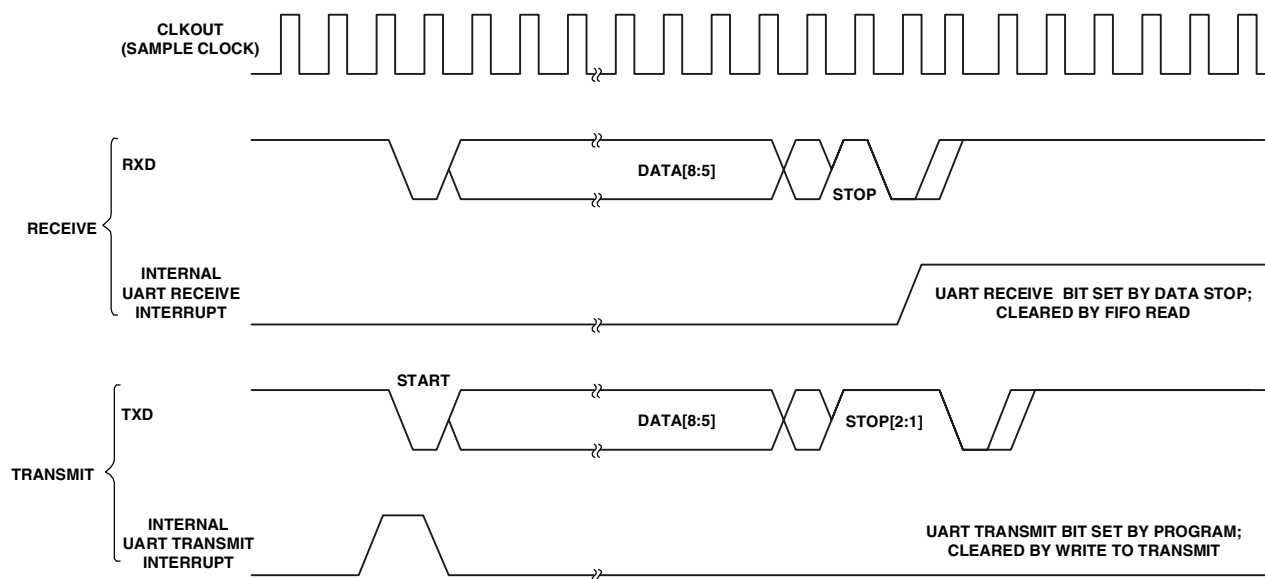 CLKOUT
(SAMPLE CLOCK)
RXD
DATA[8:5]
STOP
RECEIVE
INTERNAL
UART RECEIVE
INTERRUPT
UART RECEIVE BIT SET BY DATA STOP;
CLEARED BY FIFO READ
START
TXD
DATA[8:5]
STOP[2:1]
TRANSMIT
INTERNAL
UART TRANSMIT
INTERRUPT
UART TRANSMIT BIT SET BY PROGRAM;
CLEARED BY WRITE TO TRANSMIT